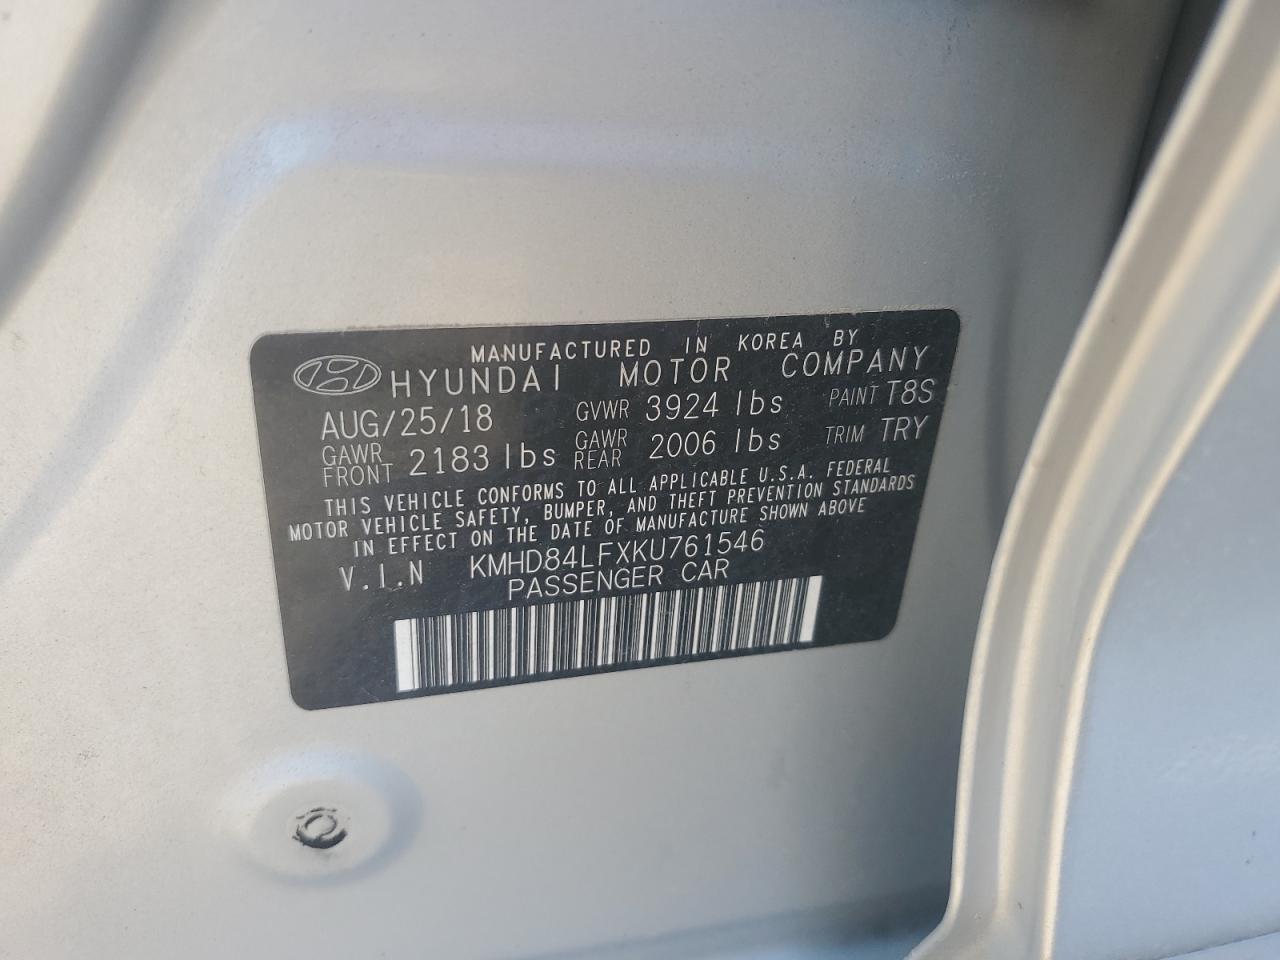 MANUFACTURED IN KOREA BY
HYUNDAI MOTOR COMPANY
AUG/25/18 GVWR 3924 lbs PAINT T8S
GAWR FRONT 2183 lbs GAWR REAR 2006 lbs TRIM TRY
THIS VEHICLE CONFORMS TO ALL APPLICABLE U.S.A. FEDERAL
MOTOR VEHICLE SAFETY, BUMPER, AND THEFT PREVENTION STANDARDS
IN EFFECT ON THE DATE OF MANUFACTURE SHOWN ABOVE
V.I.N KMHD84LFXKU761546
PASSENGER CAR